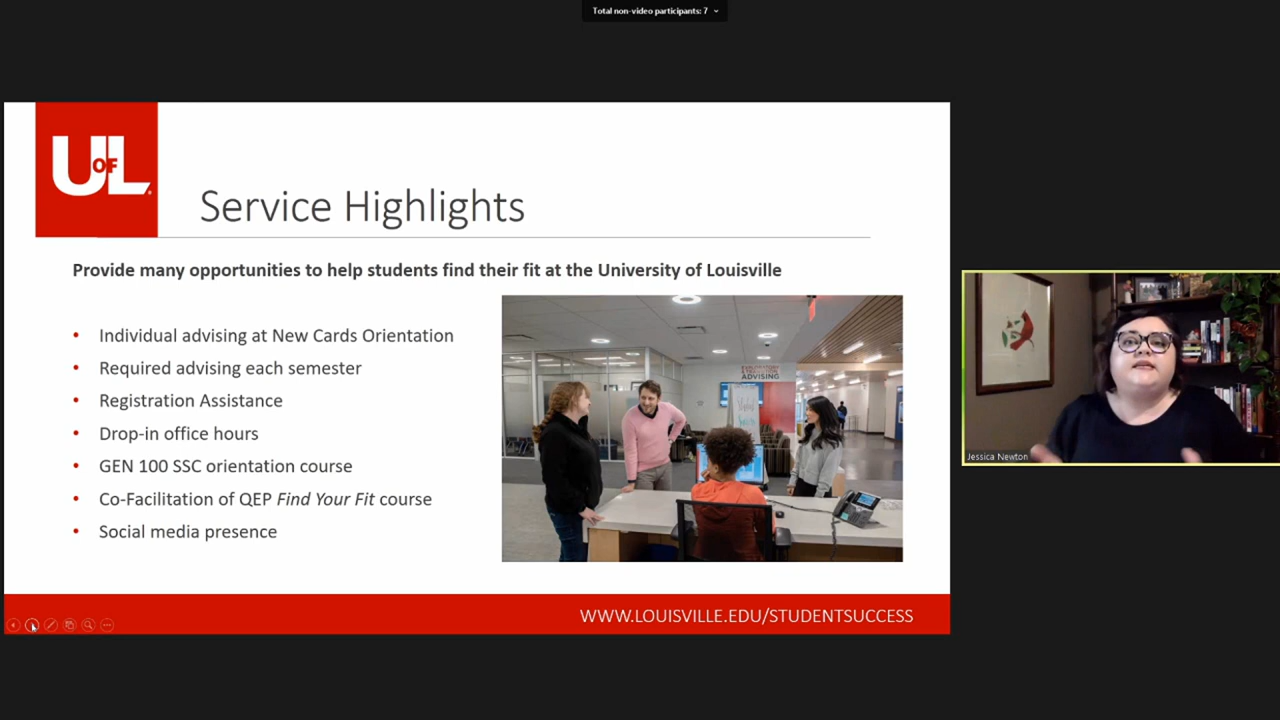 Total non-video participants: 7
UOFL
Service Highlights
Provide many opportunities to help students find their fit at the University of Louisville
• Individual advising at New Cards Orientation
• Required advising each semester
• Registration Assistance
• Drop-in office hours
• GEN 100 SSC orientation course
• Co-Facilitation of QEP Find Your Fit course
• Social media presence
ADVISING
Jessica Newton
WWW.LOUISVILLE.EDU/STUDENTSUCCESS